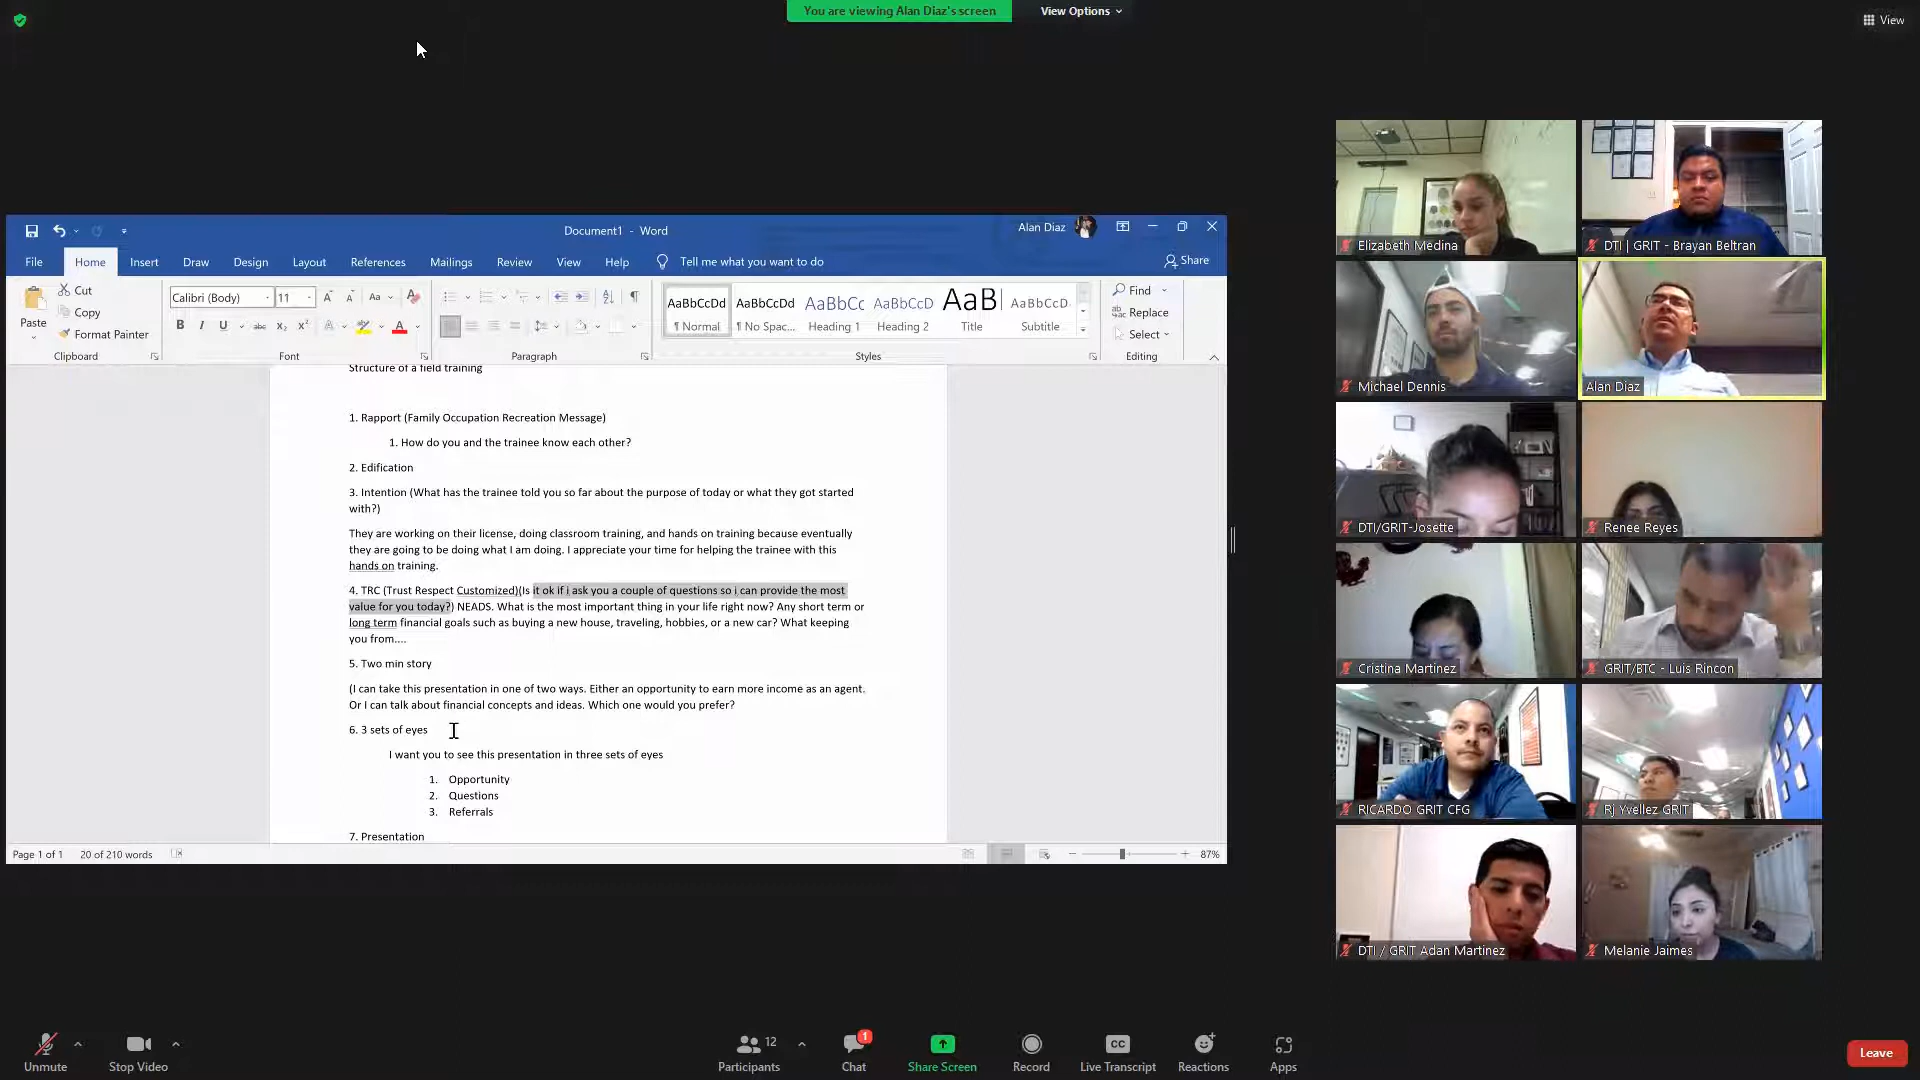 You are viewing Alan Diaz's screen
View Options
View
Document1 - Word
Alan Diaz
File
Home
Insert
Draw
Design
Layout
References
Mailings
Review
View
Help
Tell me what you want to do
Share
Paste
Cut
Copy
Format Painter
Clipboard
Calibri (Body)
11
Font
Paragraph
AaBbCcDd
¶ Normal
AaBbCcDd
¶ No Spac...
AaBbCc
Heading 1
AaBbCcD
Heading 2
AaB
Title
AaBbCcD
Subtitle
Styles
Find
Replace
Select
Editing
Structure of a field training
1. Rapport (Family Occupation Recreation Message)
1. How do you and the trainee know each other?
2. Edification
3. Intention (What has the trainee told you so far about the purpose of today or what they got started
with?)
They are working on their license, doing classroom training, and hands on training because eventually
they are going to be doing what I am doing. I appreciate your time for helping the trainee with this
hands on training.
4. TRC (Trust Respect Customized)(Is it ok if i ask you a couple of questions so i can provide the most
value for you today?) NEADS. What is the most important thing in your life right now? Any short term or
long term financial goals such as buying a new house, traveling, hobbies, or a new car? What keeping
you from....
5. Two min story
(I can take this presentation in one of two ways. Either an opportunity to earn more income as an agent.
Or I can talk about financial concepts and ideas. Which one would you prefer?
6. 3 sets of eyes
I want you to see this presentation in three sets of eyes
1. Opportunity
2. Questions
3. Referrals
7. Presentation
Page 1 of 1
20 of 210 words
87%
Elizabeth Medina
DTI | GRIT - Brayan Beltran
Michael Dennis
Alan Diaz
DTI/GRIT-Josette
Renee Reyes
Cristina Martinez
GRIT/BTC - Luis Rincon
RICARDO GRIT CFG
Rj Yvellez GRIT
DTI / GRIT Adan Martinez
Melanie Jaimes
Unmute
Stop Video
Participants
12
Chat
1
Share Screen
Record
CC
Live Transcript
Reactions
Apps
Leave